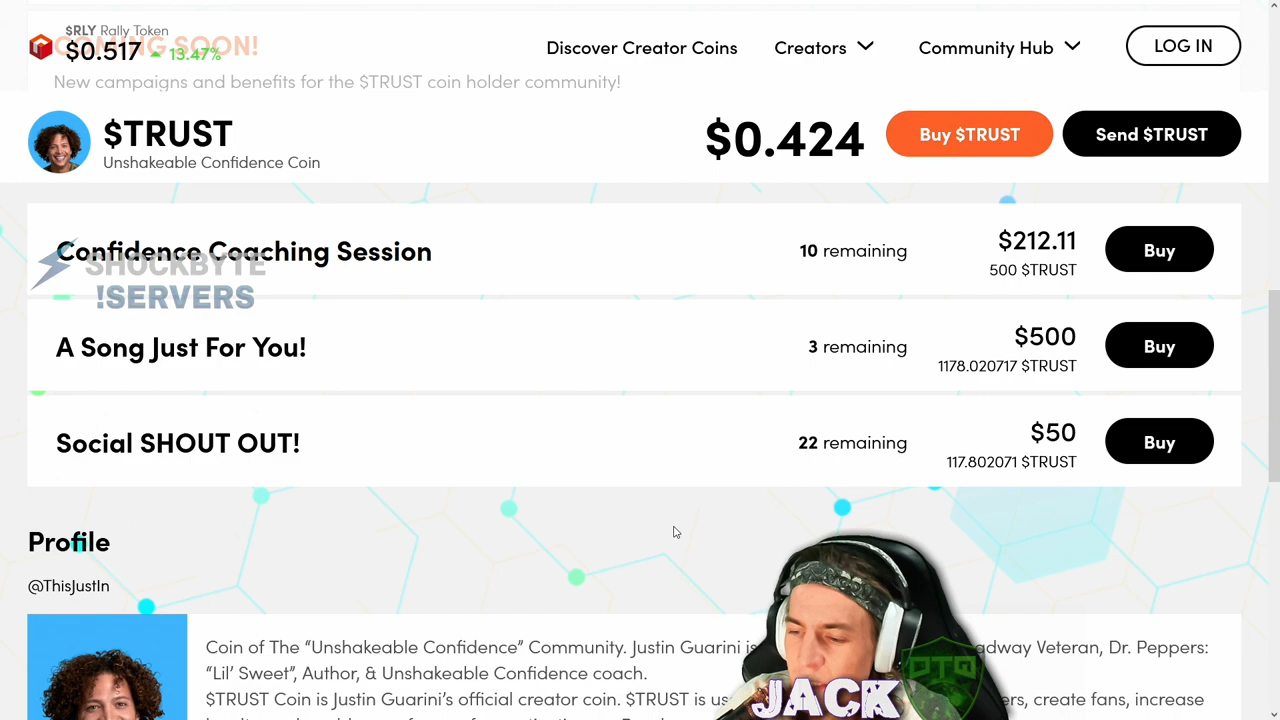 $RLY Rally Token
$0.517 13.47%
COMING SOON!
Discover Creator Coins
Creators
Community Hub
LOG IN
New campaigns and benefits for the $TRUST coin holder community!
$TRUST
Unshakeable Confidence Coin
$0.424
Buy $TRUST
Send $TRUST
Confidence Coaching Session
10 remaining
$212.11
500 $TRUST
Buy
SHOCKBYTE
!SERVERS
A Song Just For You!
3 remaining
$500
1178.020717 $TRUST
Buy
Social SHOUT OUT!
22 remaining
$50
117.802071 $TRUST
Buy
Profile
@ThisJustIn
Coin of The “Unshakeable Confidence” Community. Justin Guarini is adway Veteran, Dr. Peppers:
“Lil’ Sweet”, Author, & Unshakeable Confidence coach.
$TRUST Coin is Justin Guarini’s official creator coin. $TRUST is us ers, create fans, increase
JACK